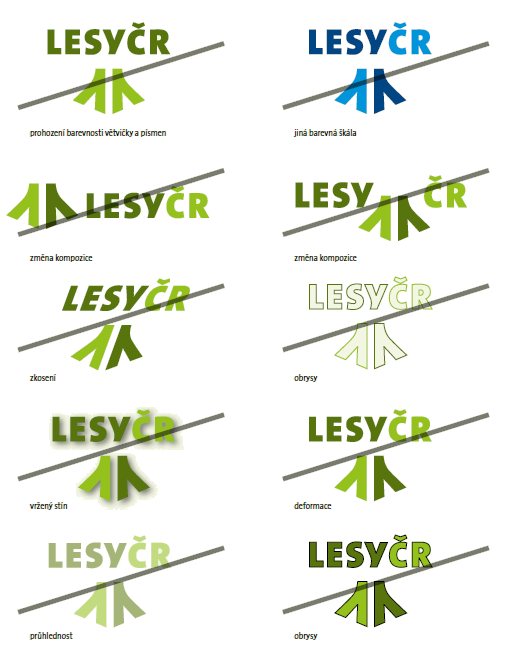 LESYČR
LESYČR
prohození barevnosti větvičky a písmen
jiná barevná škála
LESYČR
LESY ČR
změna kompozice
změna kompozice
LESYČR
LESYČR
zkosení
obrysy
LESYČR
LESYČR
vržený stín
deformace
LESYČR
LESYČR
průhlednost
obrysy